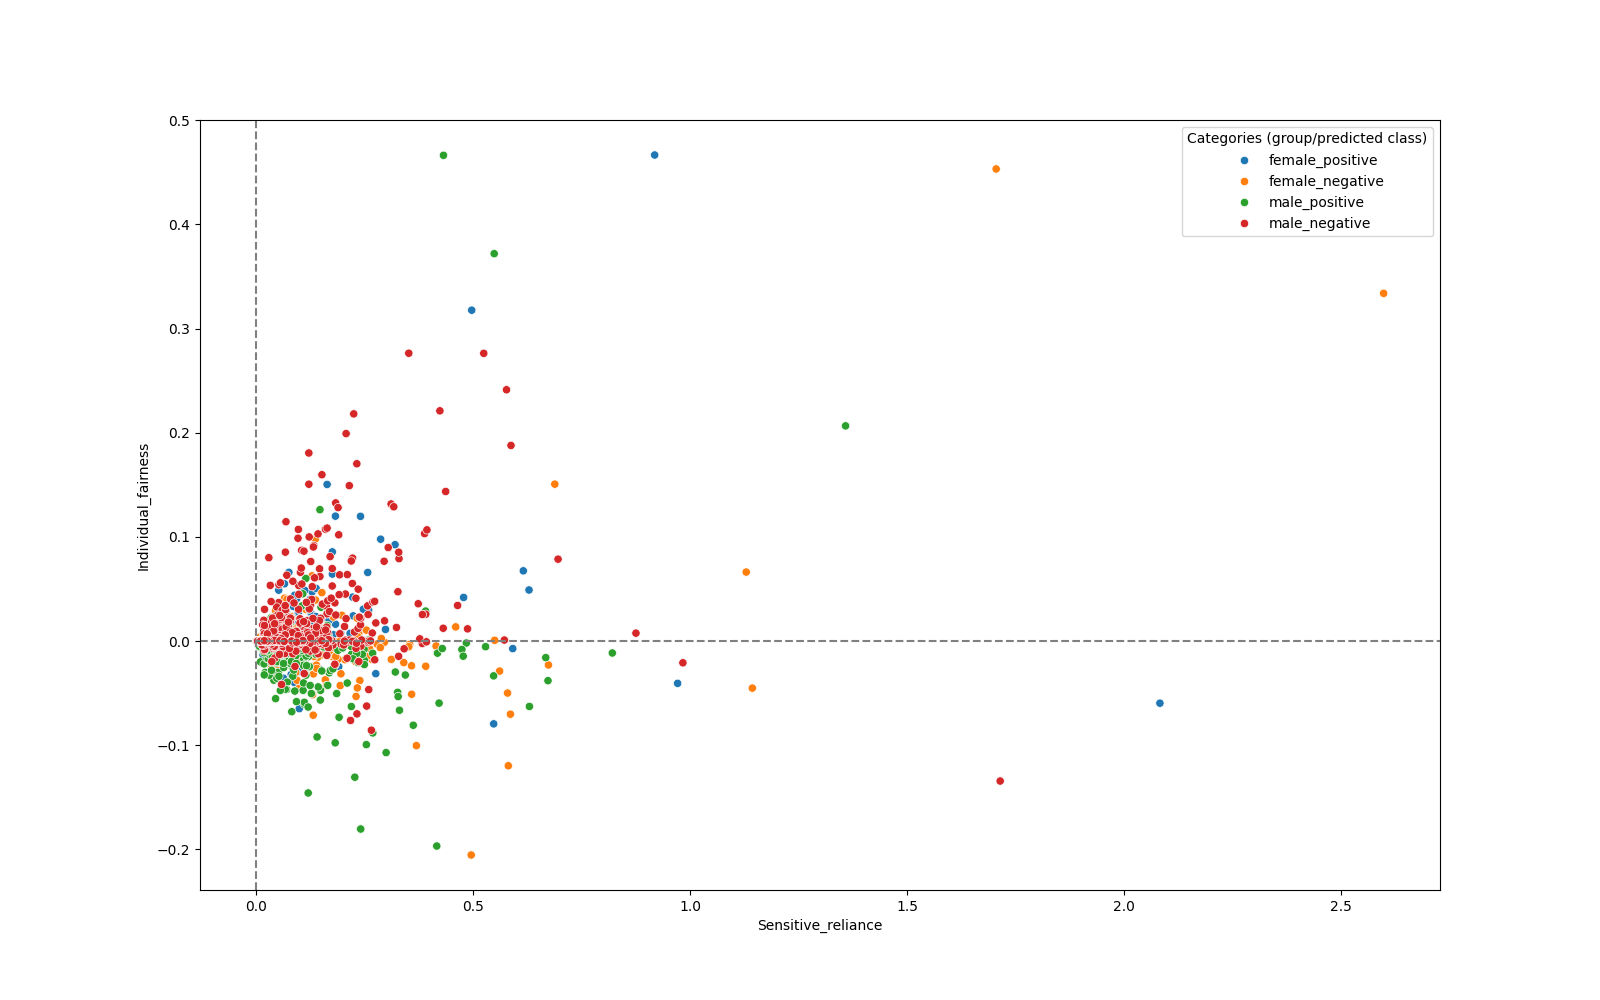 0.5
0.4
0.3
0.2
0.1
0.0
−0.1
−0.2
Individual_fairness
0.0
0.5
1.0
1.5
2.0
2.5
Sensitive_reliance
Categories (group/predicted class)
female_positive
female_negative
male_positive
male_negative